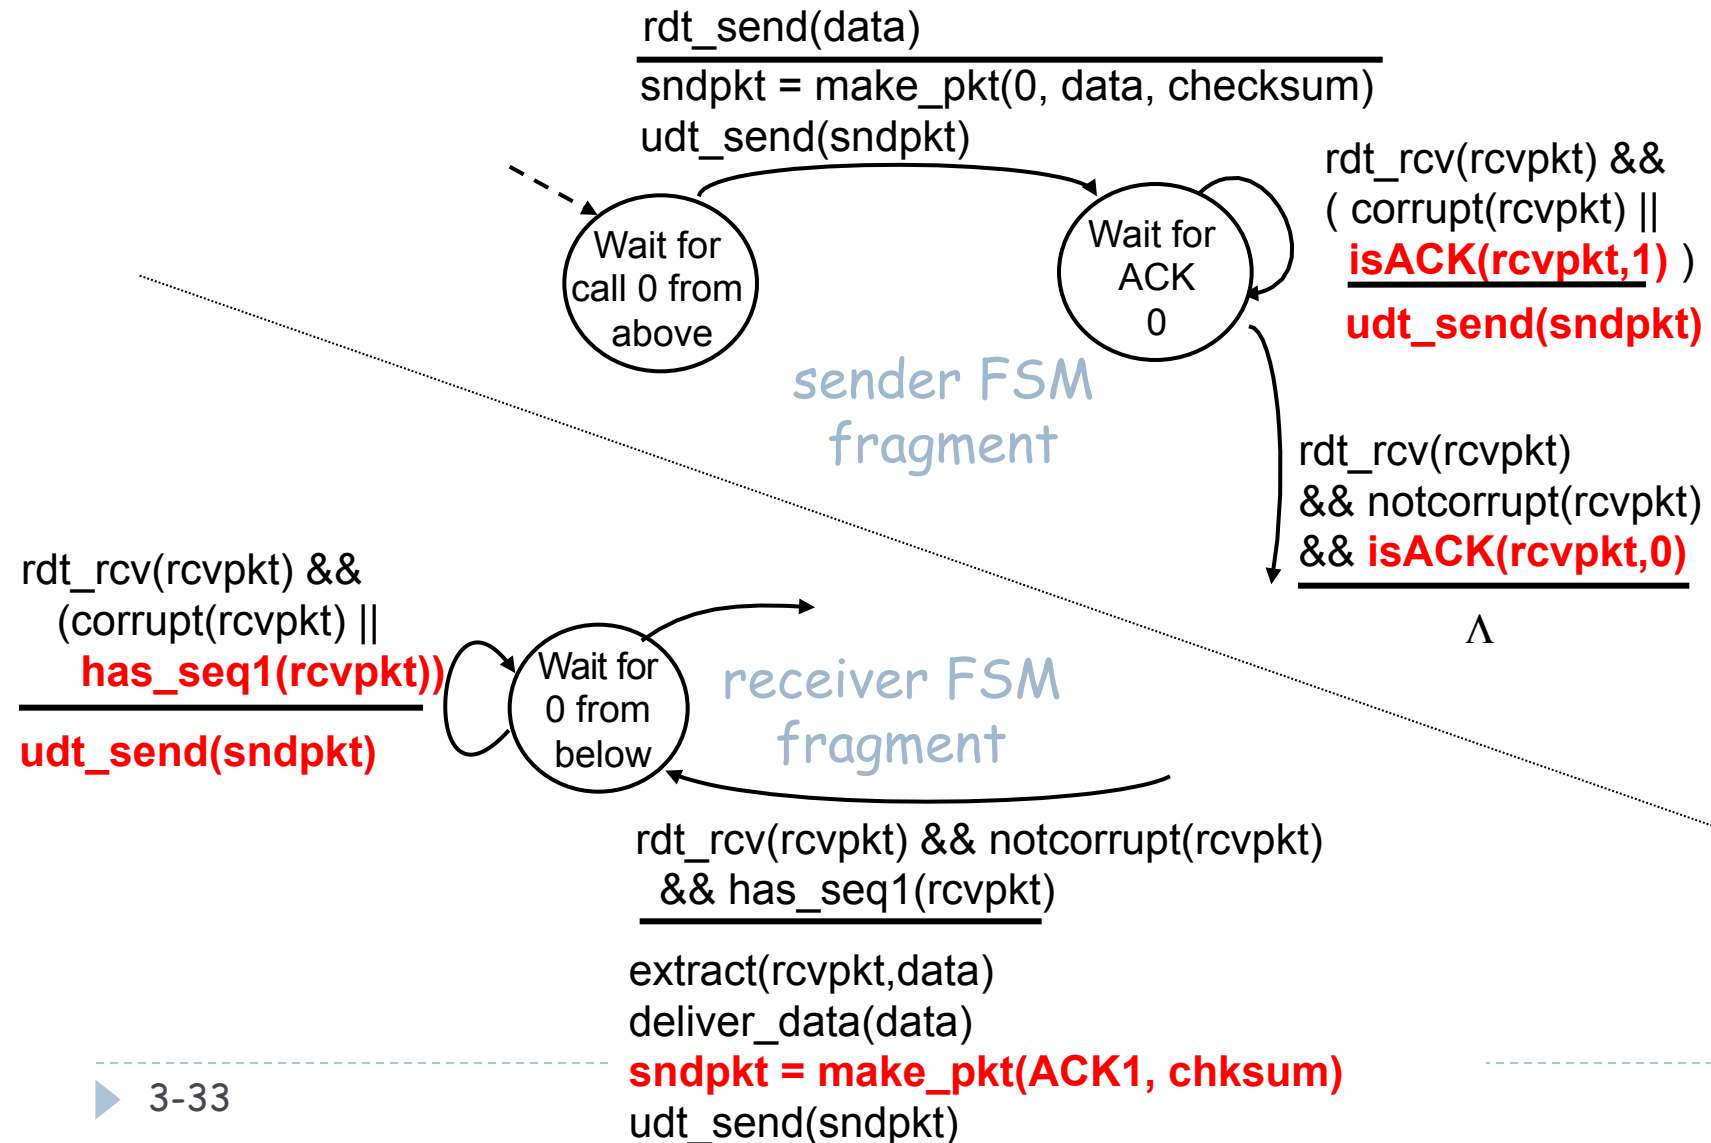 rdt_send(data)
sndpkt = make_pkt(0, data, checksum)
udt_send(sndpkt)
Wait for
call 0 from
above
Wait for
ACK
0
rdt_rcv(rcvpkt) &&
( corrupt(rcvpkt) ||
isACK(rcvpkt,1) )
udt_send(sndpkt)
sender FSM
fragment
rdt_rcv(rcvpkt)
&& notcorrupt(rcvpkt)
&& isACK(rcvpkt,0)
Λ
rdt_rcv(rcvpkt) &&
(corrupt(rcvpkt) ||
has_seq1(rcvpkt))
udt_send(sndpkt)
Wait for
0 from
below
receiver FSM
fragment
rdt_rcv(rcvpkt) && notcorrupt(rcvpkt)
&& has_seq1(rcvpkt)
extract(rcvpkt,data)
deliver_data(data)
sndpkt = make_pkt(ACK1, chksum)
udt_send(sndpkt)
3-33